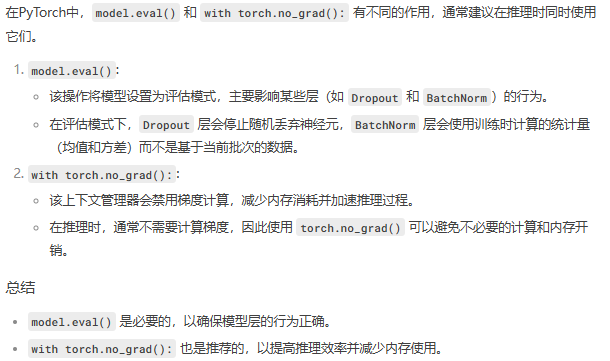 在PyTorch中，model.eval() 和 with torch.no_grad(): 有不同的作用，通常建议在推理时同时使用
它们。
1. model.eval()：
该操作将模型设置为评估模式，主要影响某些层（如 Dropout 和 BatchNorm）的行为。
在评估模式下，Dropout 层会停止随机丢弃神经元，BatchNorm 层会使用训练时计算的统计量
（均值和方差）而不是基于当前批次的数据。
2. with torch.no_grad():：
该上下文管理器会禁用梯度计算，减少内存消耗并加速推理过程。
在推理时，通常不需要计算梯度，因此使用 torch.no_grad() 可以避免不必要的计算和内存开
销。
总结
model.eval() 是必要的，以确保模型层的行为正确。
with torch.no_grad(): 也是推荐的，以提高推理效率并减少内存使用。